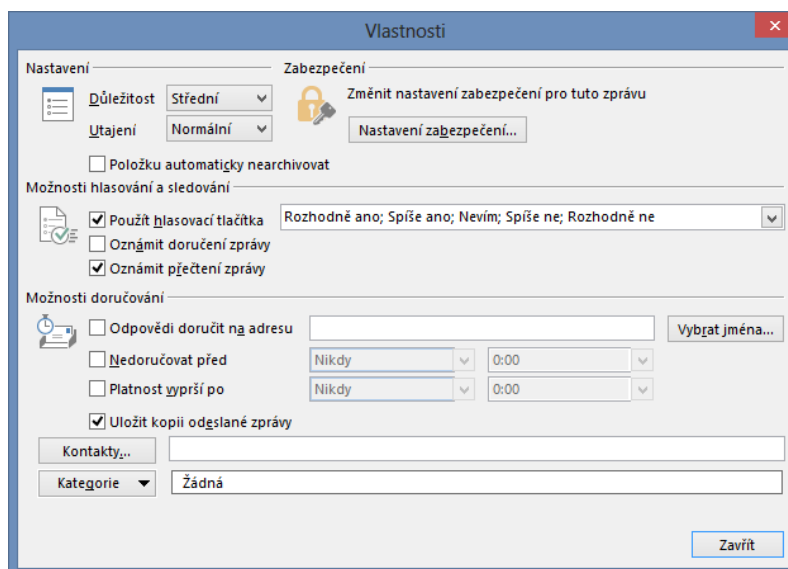 Vlastnosti
Nastavení Zabezpečení
Důležitost Střední Změnit nastavení zabezpečení pro tuto zprávu
Utajení Normální Nastavení zabezpečení...
Položku automaticky nearchivovat
Možnosti hlasování a sledování
Použít hlasovací tlačítka Rozhodně ano; Spíše ano; Nevím; Spíše ne; Rozhodně ne
Oznámit doručení zprávy
Oznámit přečtení zprávy
Možnosti doručování
Odpovědi doručit na adresu Vybrat jména...
Nedoručovat před Nikdy 0:00
Platnost vyprší po Nikdy 0:00
Uložit kopii odeslané zprávy
Kontakty...
Kategorie Žádná
Zavřít